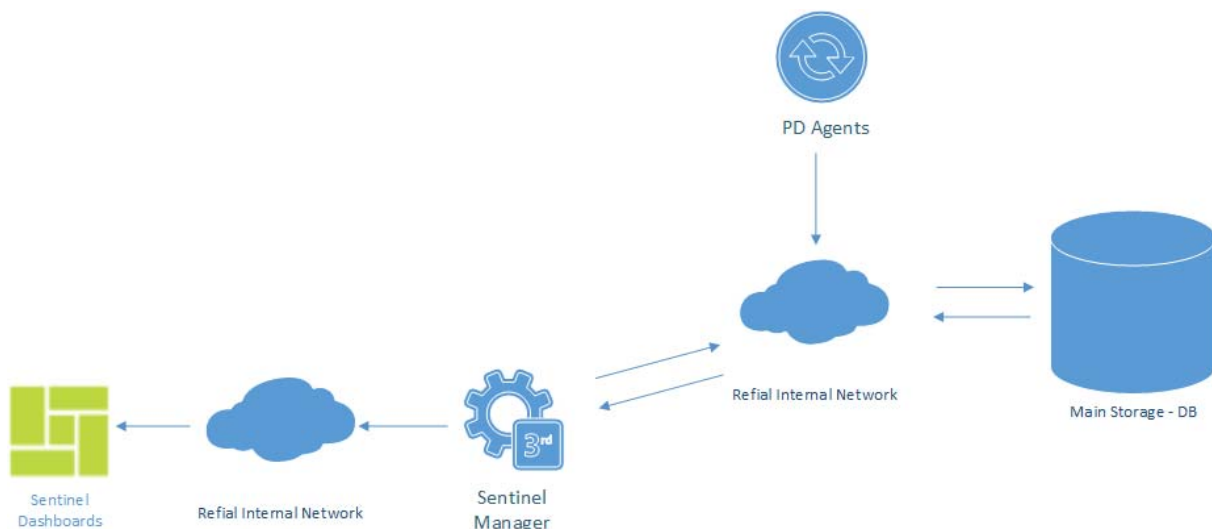 PD Agents
Refial Internal Network
Main Storage - DB
3rd
Sentinel
Manager
Refial Internal Network
Sentinel
Dashboards